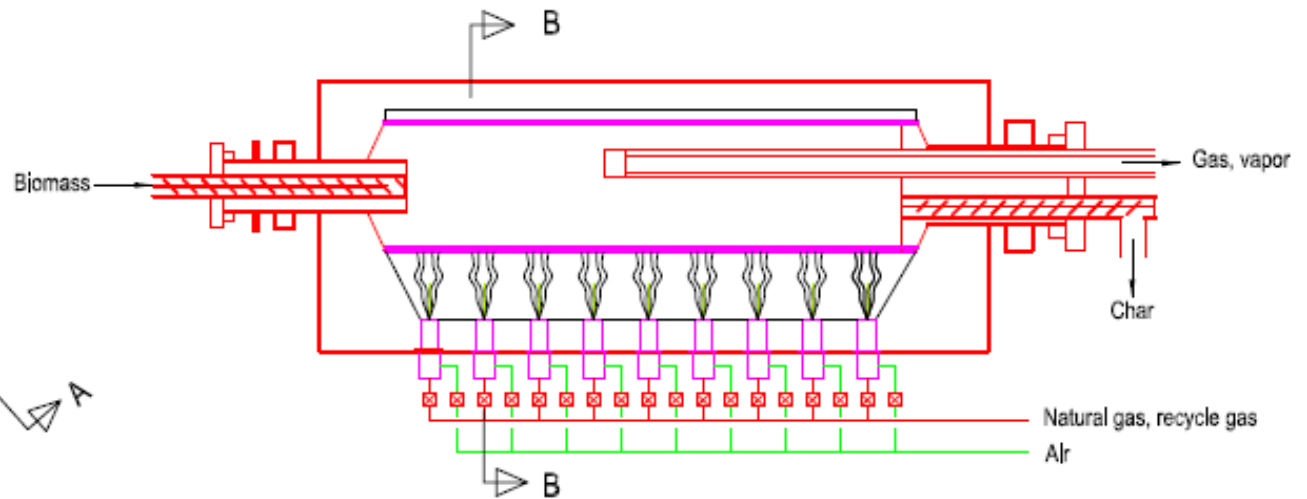 B
Biomass
Gas, vapor
Char
A
Natural gas, recycle gas
Air
B